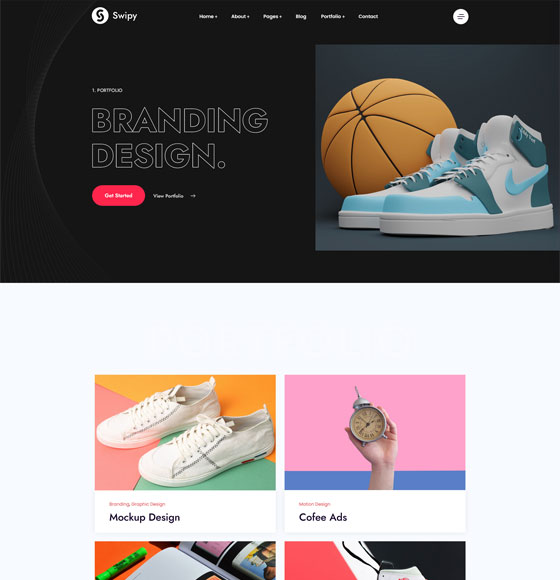 Swipy
Home + About + Pages + Blog Portfolio + Contact
1. PORTFOLIO
BRANDING
DESIGN.
Get Started View Portfolio →
PORTFOLIO
Branding, Graphic Design
Mockup Design
Motion Design
Cofee Ads